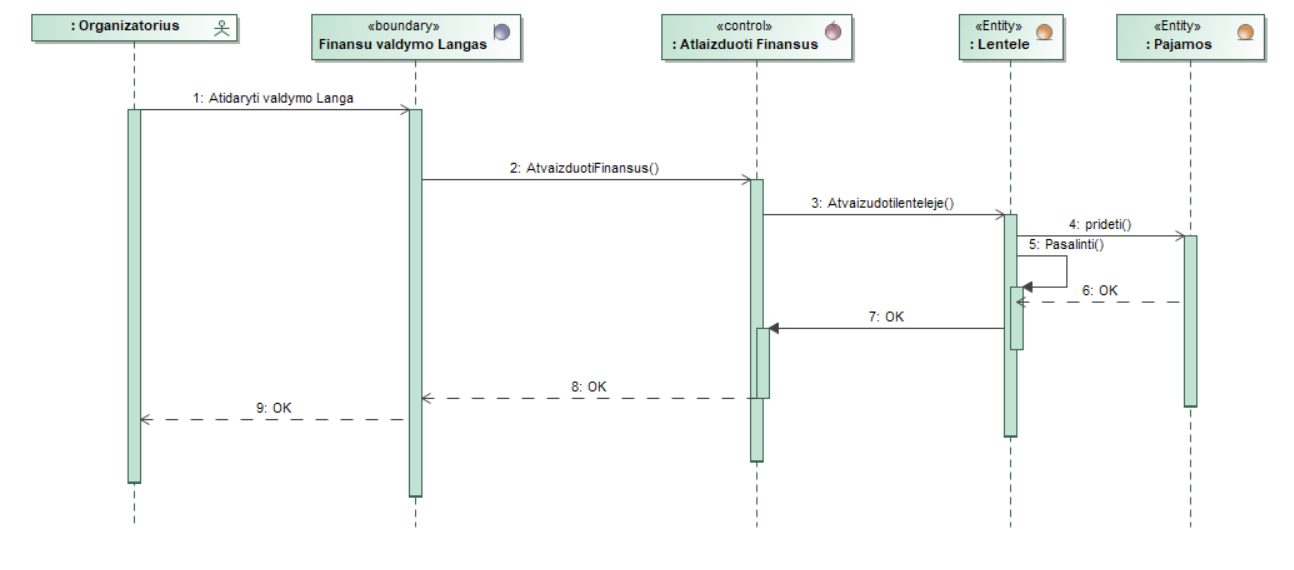 : Organizatorius
«boundary»
Finansu valdymo Langas
«control»
: Atlaizduoti Finansus
«Entity»
: Lentele
«Entity»
: Pajamos
1: Atidaryti valdymo Langa
2: AtvaizduotiFinansus()
3: Atvaizudotilenteleje()
4: prideti()
5: Pasalinti()
6: OK
7: OK
8: OK
9: OK